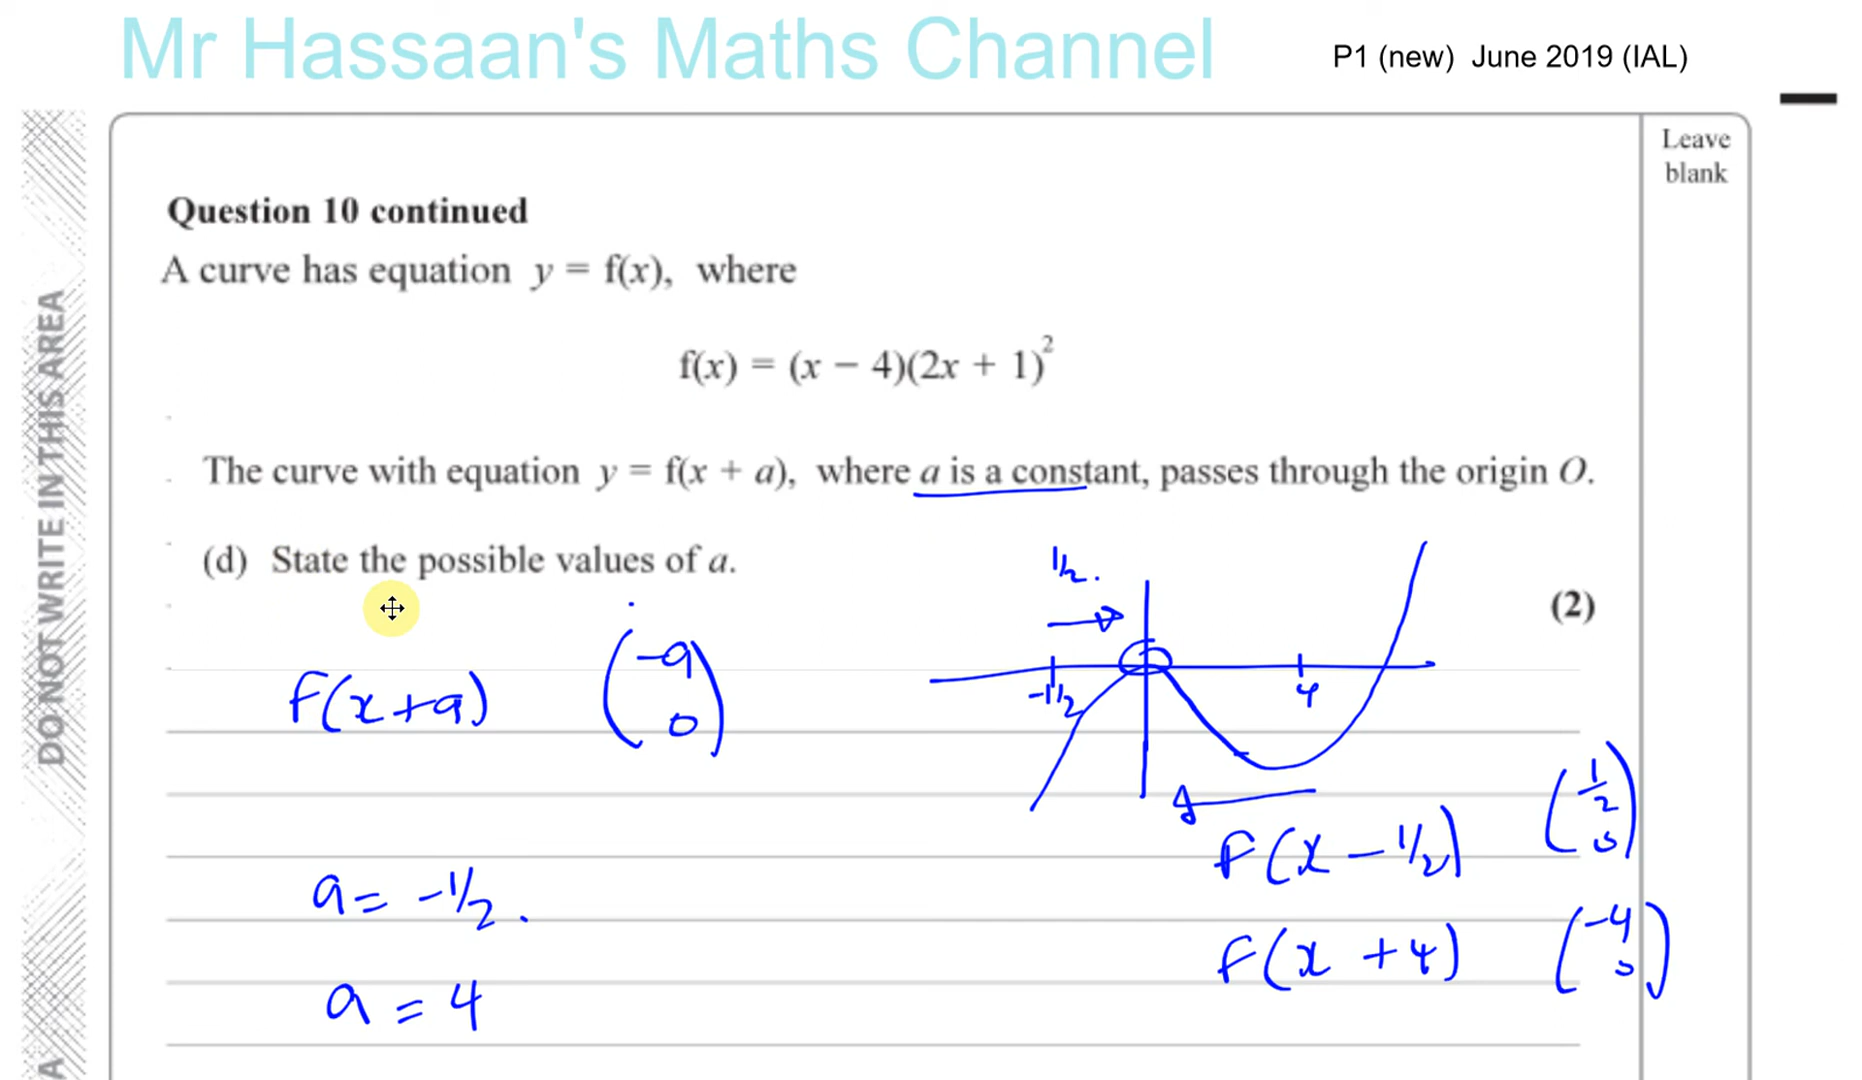 Mr Hassaan's Maths Channel
P1 (new) June 2019 (IAL)
Leave
blank
DO NOT WRITE IN THIS AREA
Question 10 continued
A curve has equation y = f(x), where
f(x) = (x − 4)(2x + 1)²
The curve with equation y = f(x + a), where a is a constant, passes through the origin O.
(d) State the possible values of a.
(2)
1/2.
f(x+a) (-a 0)
-1/2 4
f(x - 1/2) (1/2 0)
a = -1/2.
f(x + 4) (-4 0)
a = 4
A